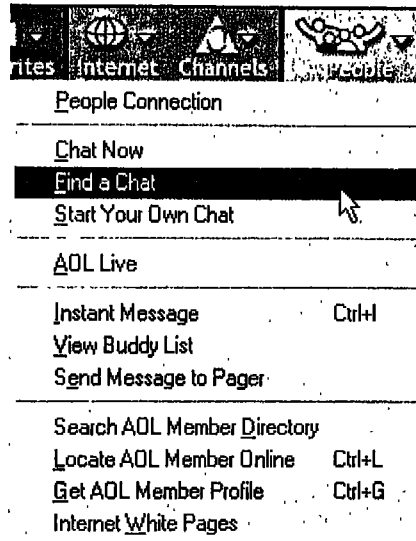 rites Internet Channels People
People Connection
Chat Now
Find a Chat
Start Your Own Chat
AOL Live
Instant Message Ctrl+I
View Buddy List
Send Message to Pager
Search AOL Member Directory
Locate AOL Member Online Ctrl+L
Get AOL Member Profile Ctrl+G
Internet White Pages